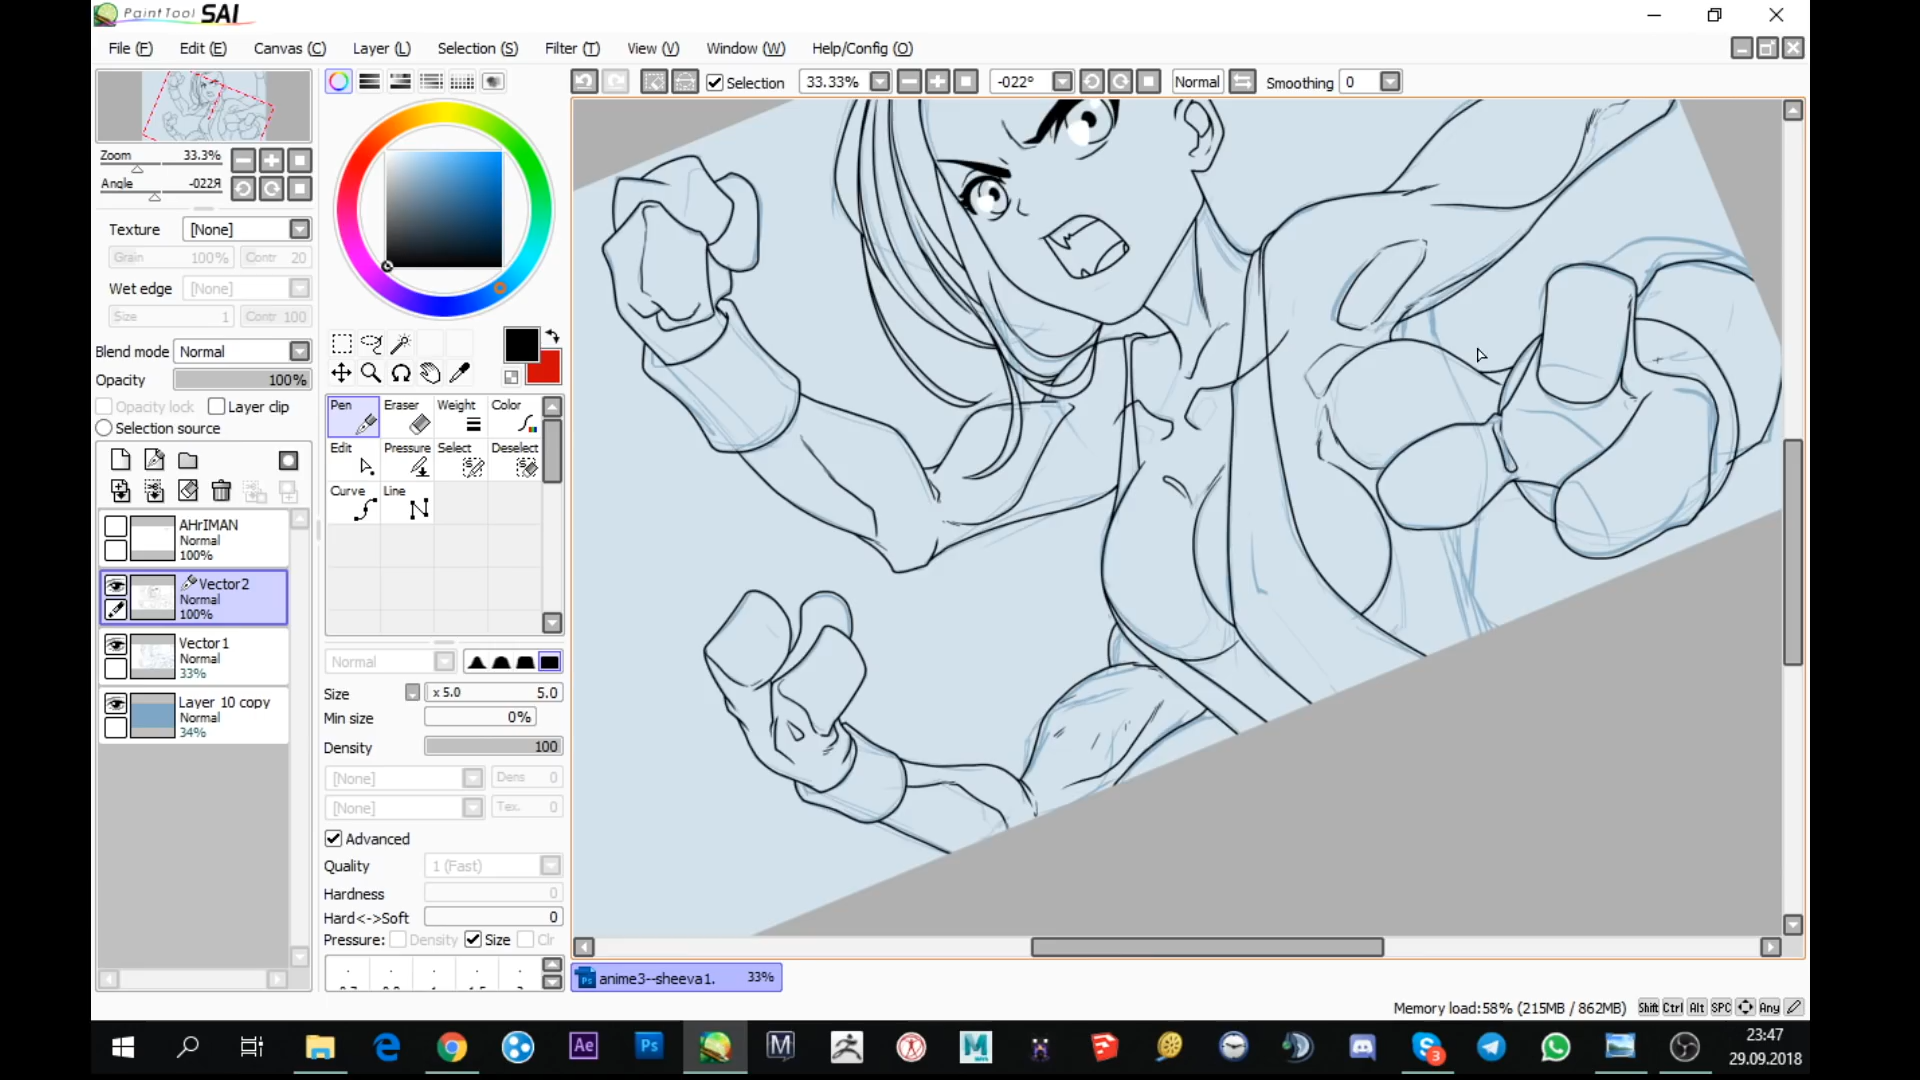 PaintTool SAI
File (F) Edit (E) Canvas (C) Layer (L) Selection (S) Filter (T) View (V) Window (W) Help/Config (O)
Selection 33.33% -022° Normal Smoothing 0
Zoom 33.3%
Angle -022Я
Texture [None]
Grain 100% Contr 20
Wet edge [None]
Size 1 Contr 100
Blend mode Normal
Opacity 100%
Opacity lock Layer clip
Selection source
AHrIMAN
Normal
100%
Vector2
Normal
100%
Vector1
Normal
33%
Layer 10 copy
Normal
34%
Pen Eraser Weight Color
Edit Pressure Select Deselect
Curve Line
Normal
Size x 5.0 5.0
Min size 0%
Density 100
[None] Dens 0
[None] Tex. 0
Advanced
Quality 1 (Fast)
Hardness 0
Hard<->Soft 0
Pressure: Density Size Clr
anime3--sheeva1. 33%
Memory load:58% (215MB / 862MB) Shift Ctrl Alt SPC Any
Ae Ps M 3
23:47
29.09.2018